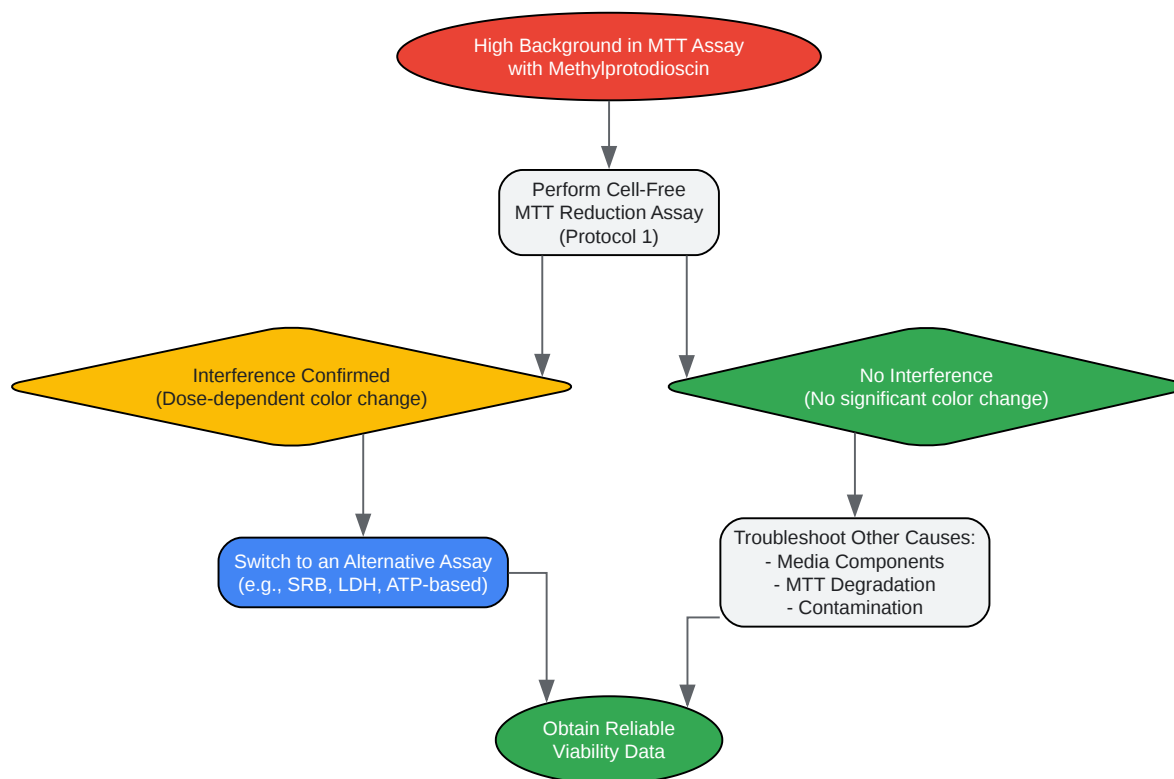 High Background in MTT Assay
with Methylprotodioscin
Perform Cell-Free
MTT Reduction Assay
(Protocol 1)
Interference Confirmed
(Dose-dependent color change)
No Interference
(No significant color change)
Switch to an Alternative Assay
(e.g., SRB, LDH, ATP-based)
Troubleshoot Other Causes:
- Media Components
- MTT Degradation
- Contamination
Obtain Reliable
Viability Data